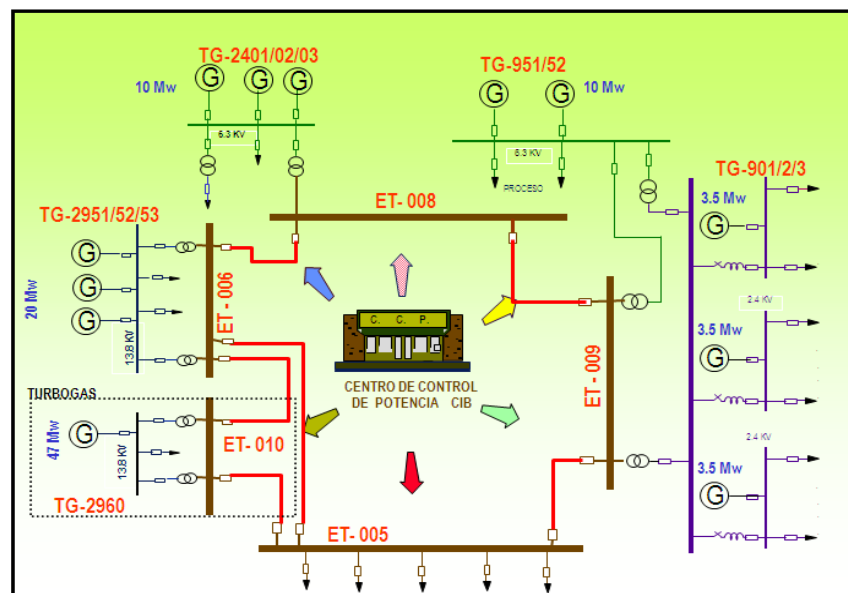 TG-2401/02/03
TG-951/52
G
G
G
G
G
10 Mw
10 Mw
6.3 KV
6.3 KV
PROCESO
TG-901/2/3
ET- 008
3.5 Mw
G
TG-2951/52/53
G
G
G
20 Mw
13.8 KV
ET - 006
C. C. P.
CENTRO DE CONTROL
DE POTENCIA CIB
ET - 009
2.4 KV
3.5 Mw
G
TURBOGAS
G
47 Mw
13.8 KV
ET- 010
TG-2960
2.4 KV
3.5 Mw
G
ET- 005